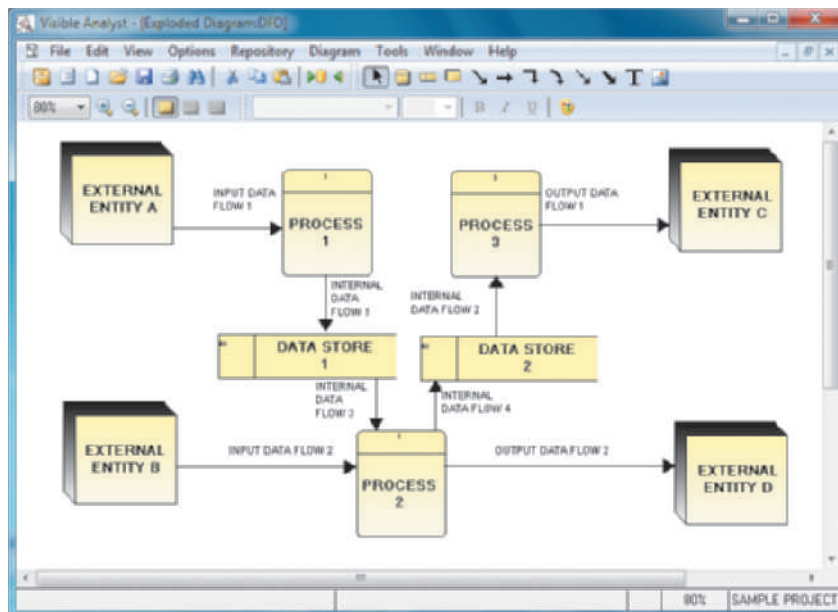 Visible Analyst - [Exploded Diagram.DFD]
File Edit View Options Repository Diagram Tools Window Help
T
80%
B I U
EXTERNAL
ENTITY A
INPUT DATA
FLOW 1
PROCESS
1
PROCESS
3
OUTPUT DATA
FLOW 1
EXTERNAL
ENTITY C
INTERNAL
DATA
FLOW 1
INTERNAL
DATA FLOW 2
DATA STORE
1
DATA STORE
2
INTERNAL
DATA
FLOW 3
INTERNAL
DATA FLOW 4
EXTERNAL
ENTITY B
INPUT DATA FLOW 2
PROCESS
2
OUTPUT DATA FLOW 2
EXTERNAL
ENTITY D
80% SAMPLE PROJECT